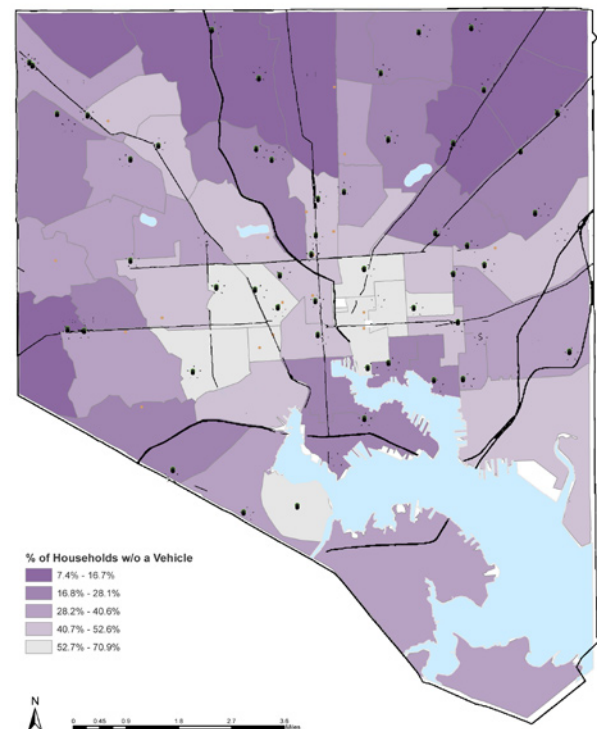 % of Households w/o a Vehicle
7.4% - 16.7%
16.8% - 28.1%
28.2% - 40.6%
40.7% - 52.6%
52.7% - 70.9%
N
0 0.45 0.9 1.8 2.7 3.6
Miles